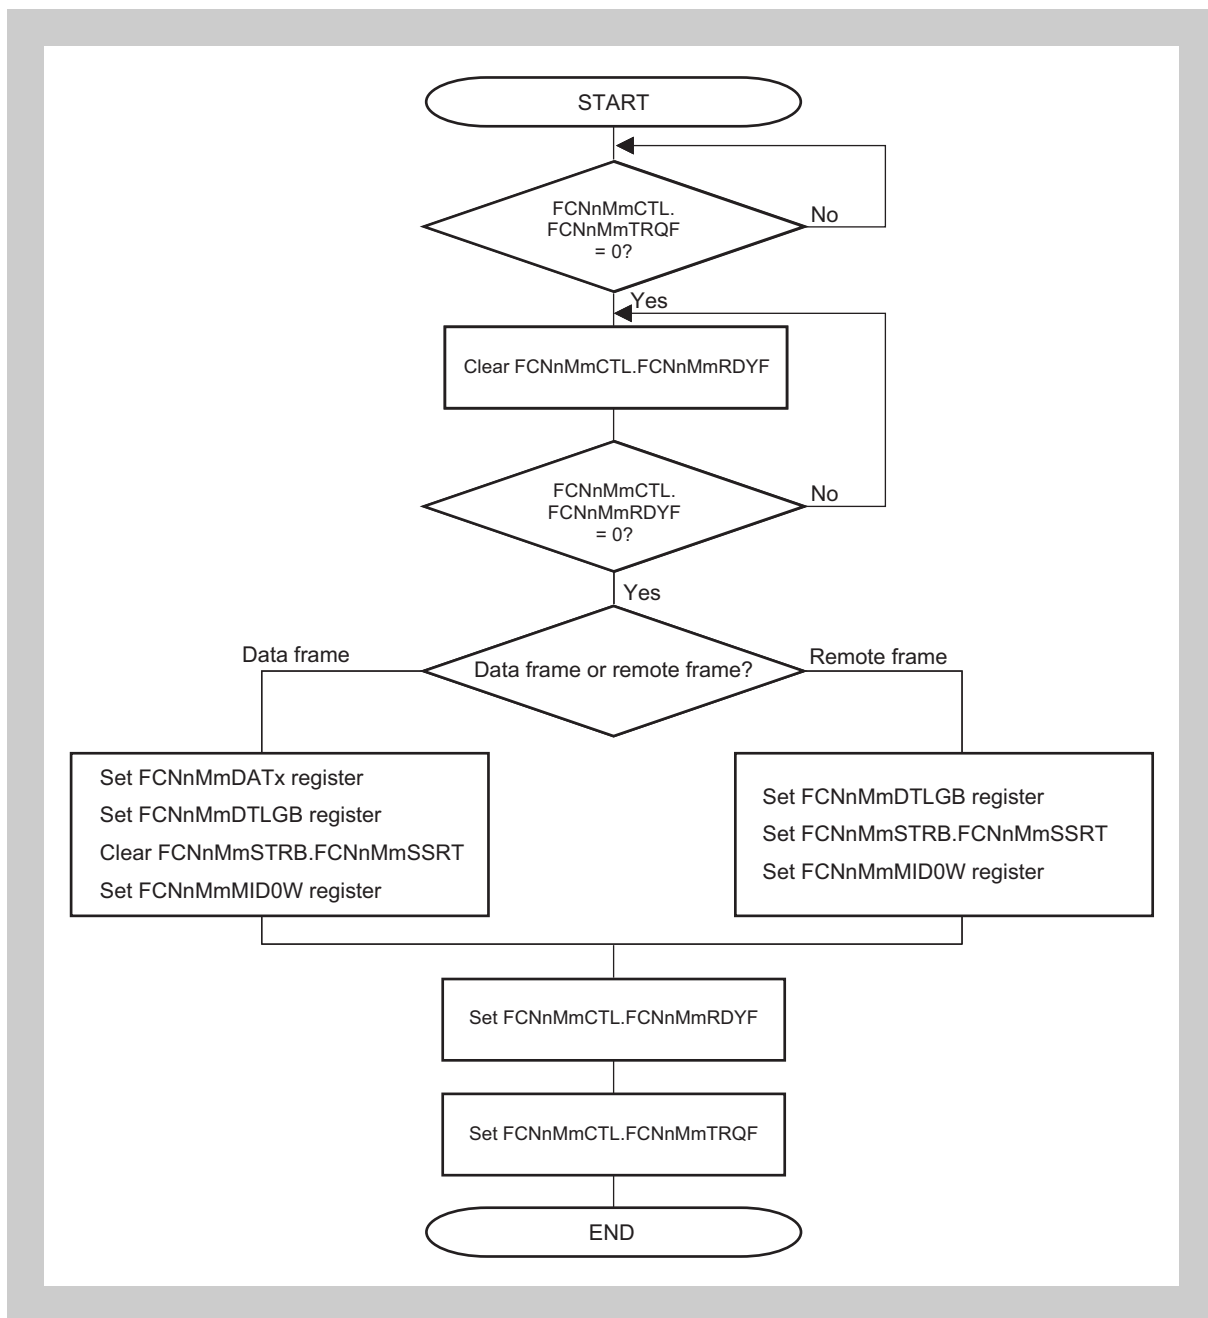 START
FCNnMmCTL.
FCNnMmTRQF
= 0?
No
Yes
Clear FCNnMmCTL.FCNnMmRDYF
FCNnMmCTL.
FCNnMmRDYF
= 0?
No
Yes
Data frame or remote frame?
Data frame
Remote frame
Set FCNnMmDATx register
Set FCNnMmDTLGB register
Clear FCNnMmSTRB.FCNnMmSSRT
Set FCNnMmMID0W register
Set FCNnMmDTLGB register
Set FCNnMmSTRB.FCNnMmSSRT
Set FCNnMmMID0W register
Set FCNnMmCTL.FCNnMmRDYF
Set FCNnMmCTL.FCNnMmTRQF
END